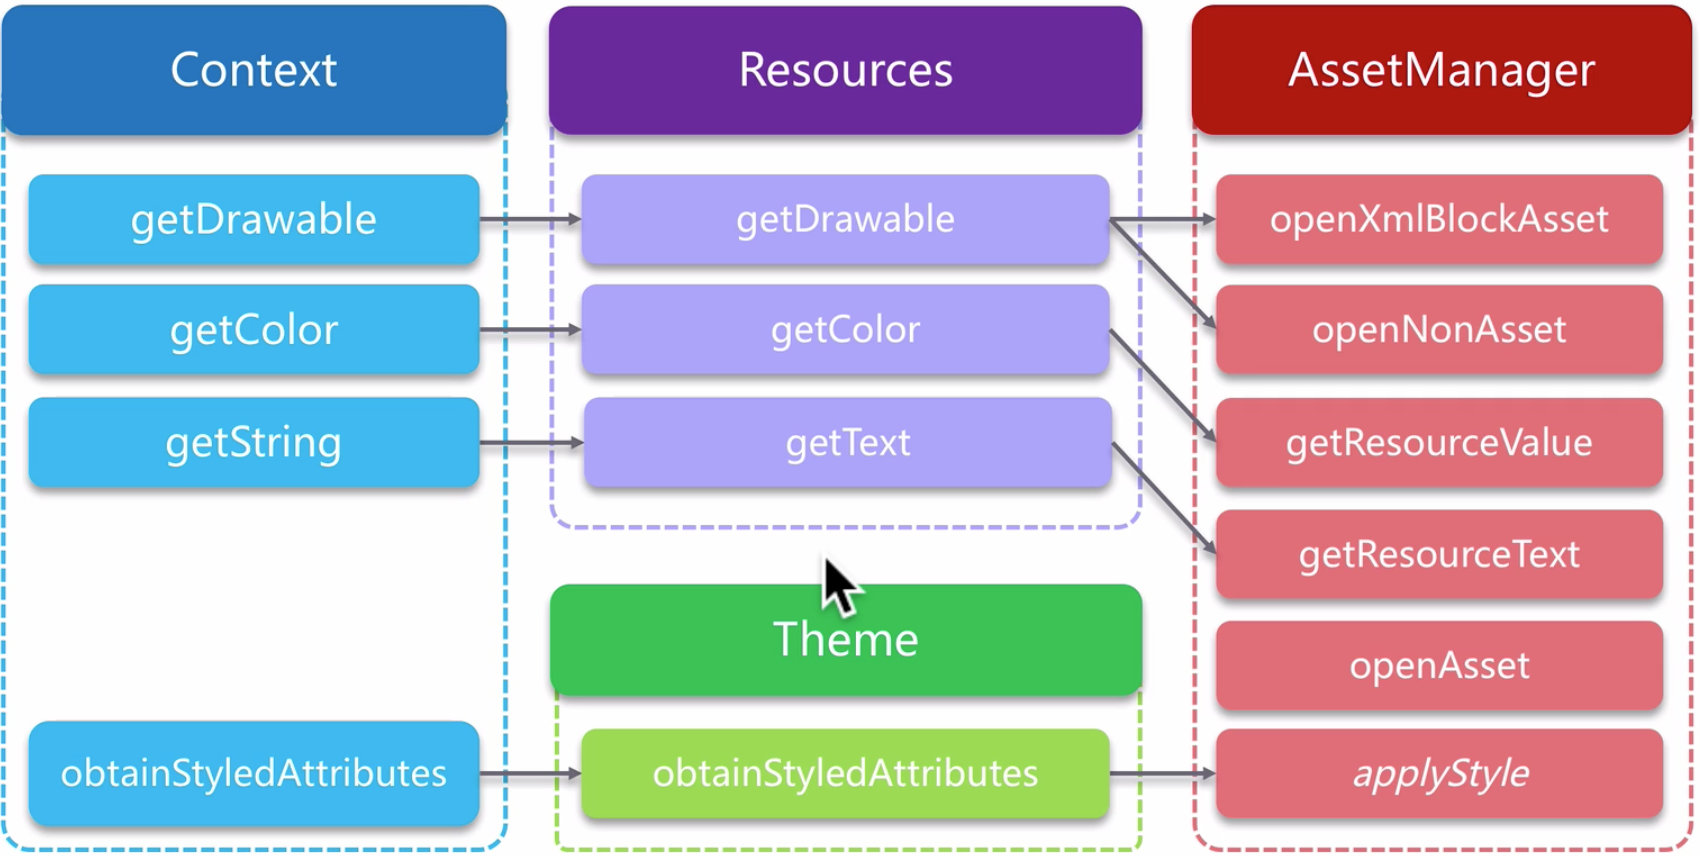 Context
Resources
AssetManager
getDrawable
getDrawable
openXmlBlockAsset
getColor
getColor
openNonAsset
getString
getText
getResourceValue
getResourceText
Theme
openAsset
obtainStyledAttributes
obtainStyledAttributes
applyStyle